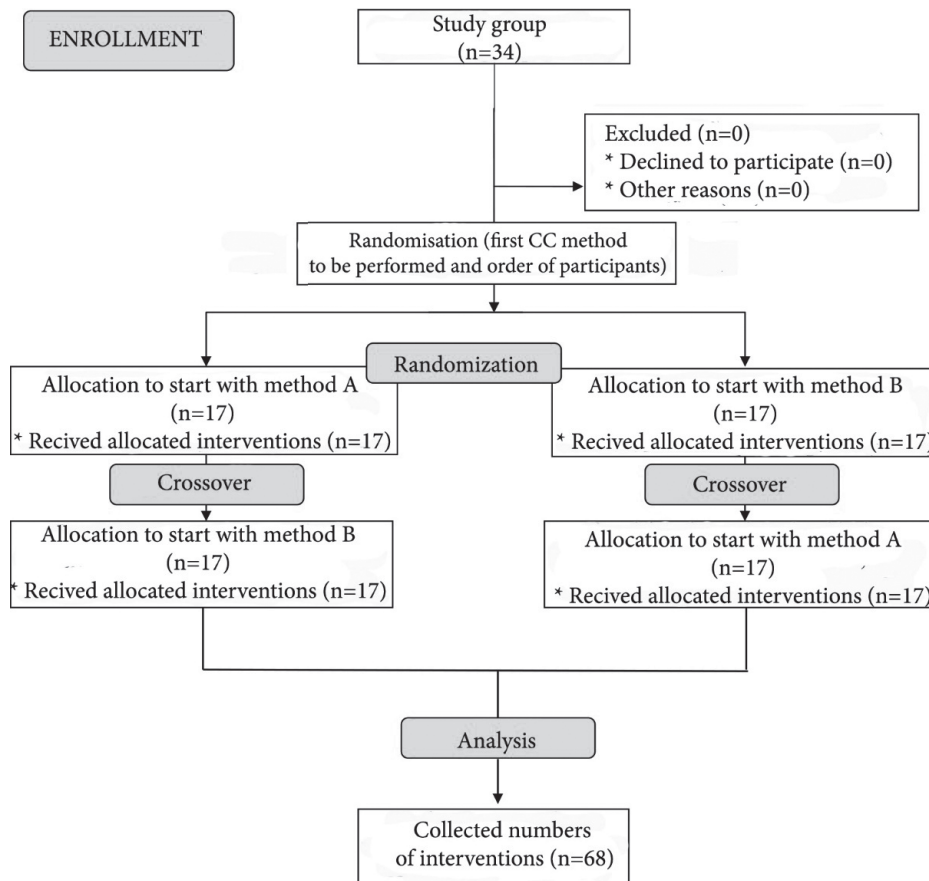 ENROLLMENT
Study group
(n=34)
Excluded (n=0)
* Declined to participate (n=0)
* Other reasons (n=0)
Randomisation (first CC method
to be performed and order of participants)
Randomization
Allocation to start with method A
(n=17)
* Recived allocated interventions (n=17)
Allocation to start with method B
(n=17)
* Recived allocated interventions (n=17)
Crossover
Crossover
Allocation to start with method B
(n=17)
* Recived allocated interventions (n=17)
Allocation to start with method A
(n=17)
* Recived allocated interventions (n=17)
Analysis
Collected numbers
of interventions (n=68)